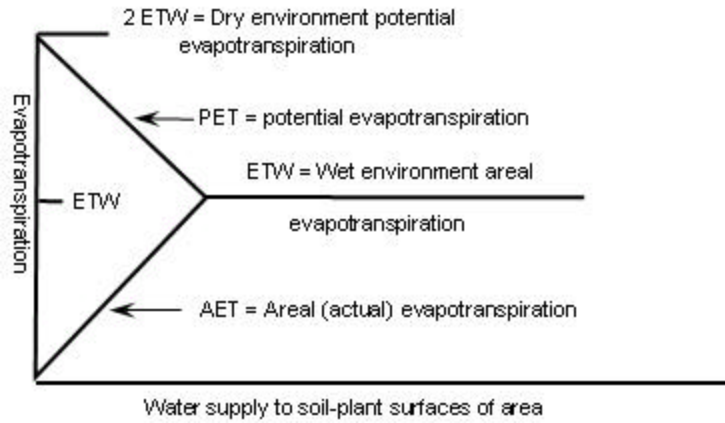 2 ETW = Dry environment potential
evapotranspiration
PET = potential evapotranspiration
Evapotranspiration
ETW = Wet environment areal
ETW
evapotranspiration
AET = Areal (actual) evapotranspiration
Water supply to soil-plant surfaces of area